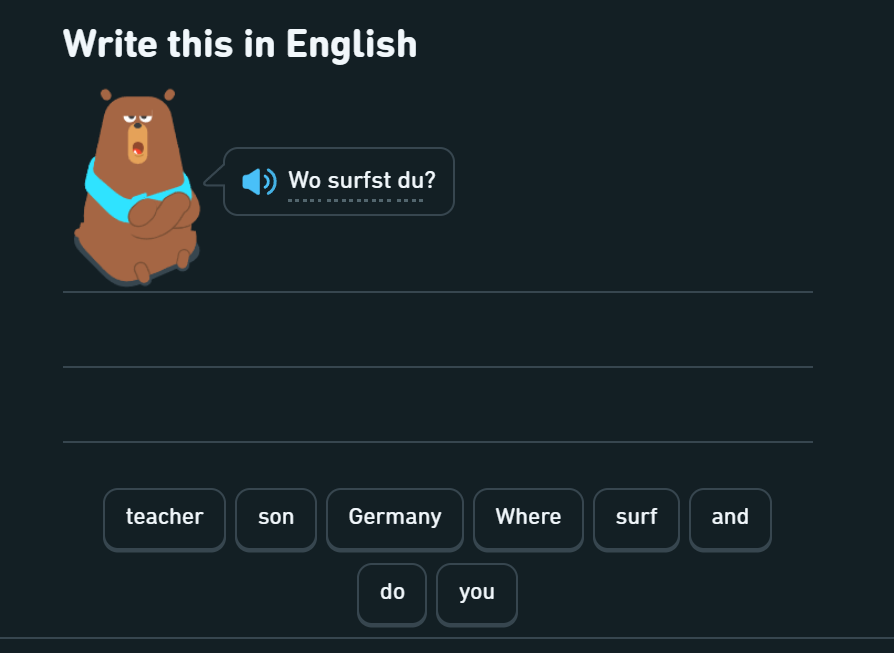 Write this in English
Wo surfst du?
teacher son Germany Where surf and
do you